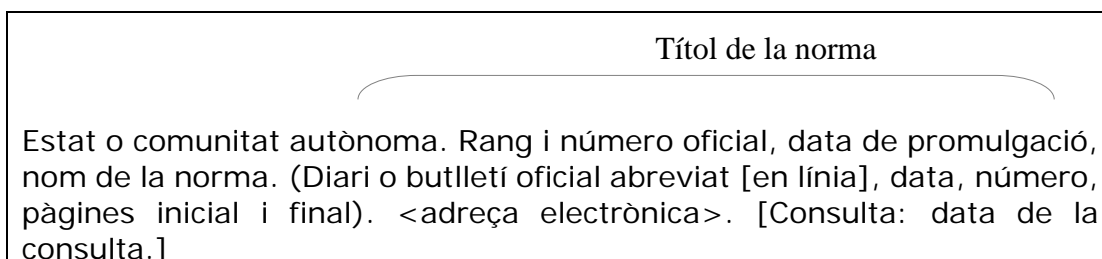 Títol de la norma
Estat o comunitat autònoma. Rang i número oficial, data de promulgació,
nom de la norma. (Diari o butlletí oficial abreviat [en línia], data, número,
pàgines inicial i final). <adreça electrònica>. [Consulta: data de la
consulta.]